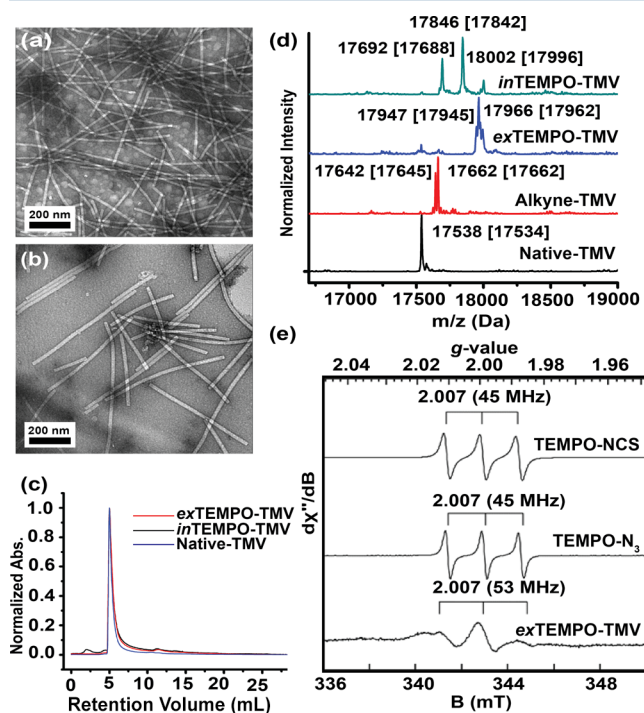 (a)
200 nm
(b)
200 nm
(c)
Normalized Abs.
1.0
0.8
0.6
0.4
0.2
0.0
exTEMPO-TMV
inTEMPO-TMV
Native-TMV
0 5 10 15 20 25
Retention Volume (mL)
(d)
Normalized Intensity
17846 [17842]
17692 [17688]
18002 [17996]
inTEMPO-TMV
17947 [17945]
17966 [17962]
exTEMPO-TMV
17642 [17645]
17662 [17662]
Alkyne-TMV
17538 [17534]
Native-TMV
17000 17500 18000 18500 19000
m/z (Da)
(e)
g-value
2.04 2.02 2.00 1.98 1.96
dχ"/dB
2.007 (45 MHz)
TEMPO-NCS
2.007 (45 MHz)
TEMPO-N3
2.007 (53 MHz)
exTEMPO-TMV
336 340 344 348
B (mT)